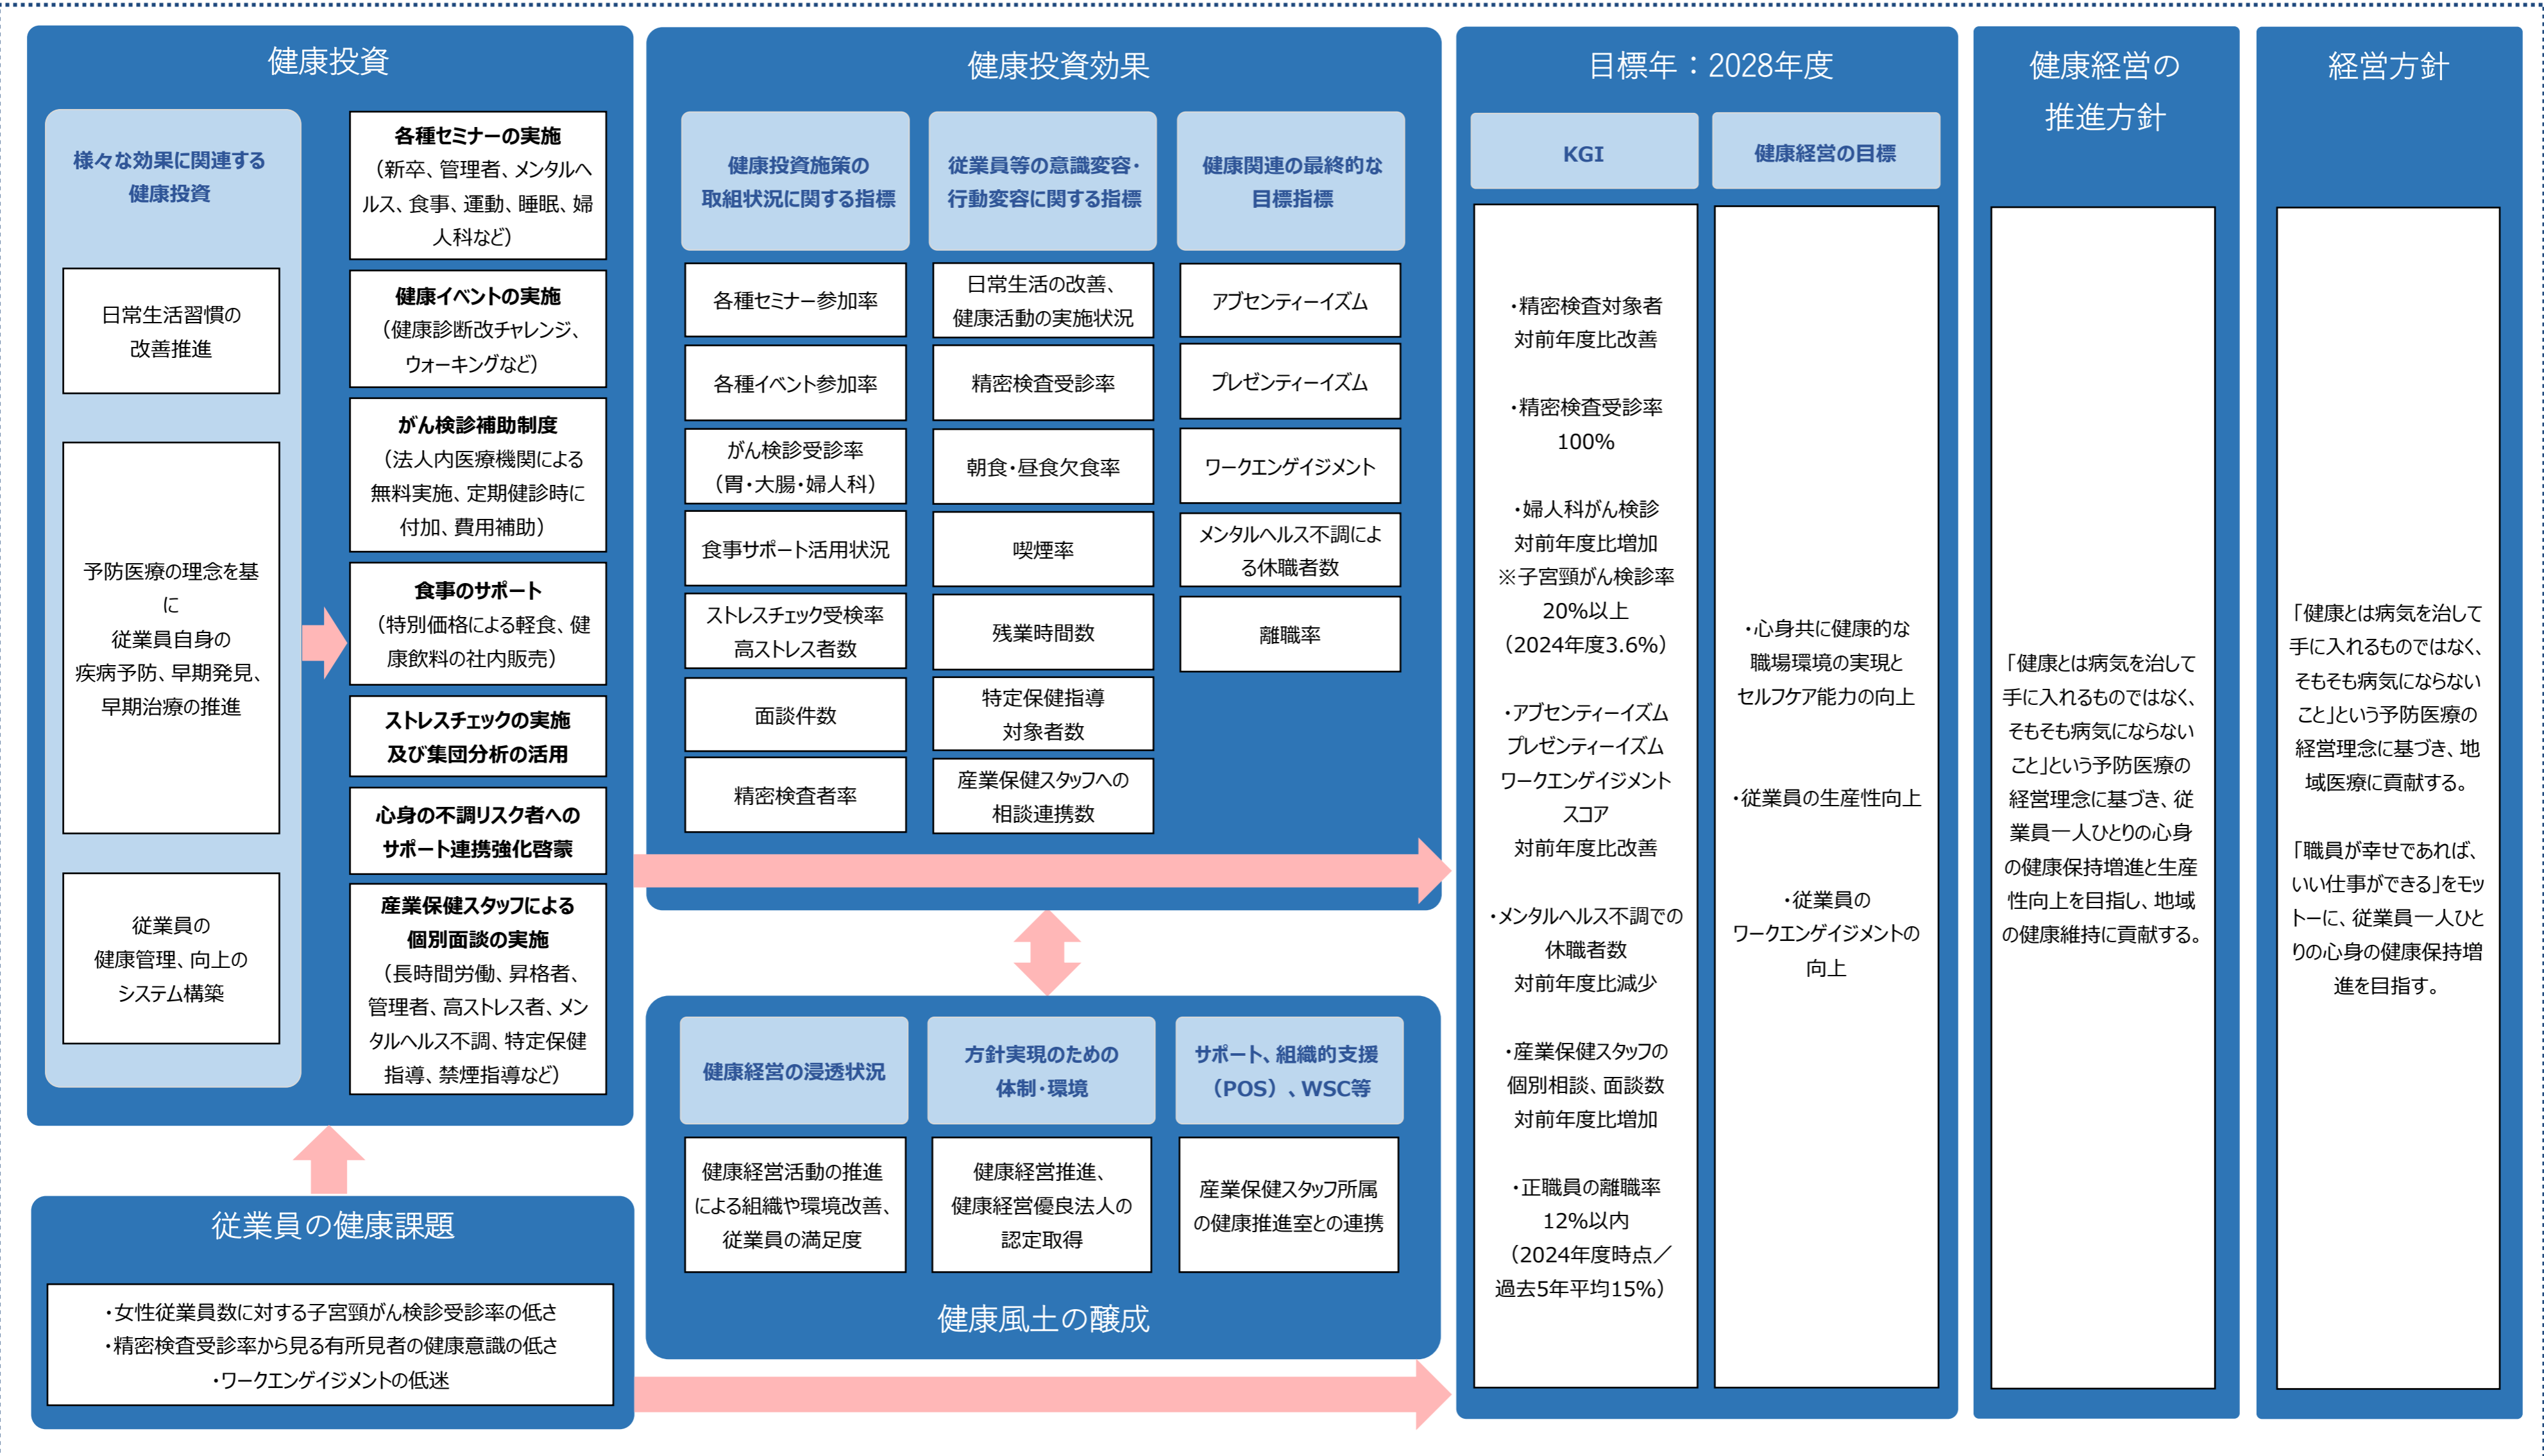 健康投資
様々な効果に関連する
健康投資
日常生活習慣の
改善推進
予防医療の理念を基
に
従業員自身の
疾病予防、早期発見、
早期治療の推進
従業員の
健康管理、向上の
システム構築
各種セミナーの実施
（新卒、管理者、メンタルヘ
ルス、食事、運動、睡眠、婦
人科など）
健康イベントの実施
（健康診断改チャレンジ、
ウォーキングなど）
がん検診補助制度
（法人内医療機関による
無料実施、定期健診時に
付加、費用補助）
食事のサポート
（特別価格による軽食、健
康飲料の社内販売）
ストレスチェックの実施
及び集団分析の活用
心身の不調リスク者への
サポート連携強化啓蒙
産業保健スタッフによる
個別面談の実施
（長時間労働、昇格者、
管理者、高ストレス者、メン
タルヘルス不調、特定保健
指導、禁煙指導など）
従業員の健康課題
・女性従業員数に対する子宮頸がん検診受診率の低さ
・精密検査受診率から見る有所見者の健康意識の低さ
・ワークエンゲイジメントの低迷
健康投資効果
健康投資施策の
取組状況に関する指標
各種セミナー参加率
各種イベント参加率
がん検診受診率
（胃・大腸・婦人科）
食事サポート活用状況
ストレスチェック受検率
高ストレス者数
面談件数
精密検査者率
従業員等の意識変容・
行動変容に関する指標
日常生活の改善、
健康活動の実施状況
精密検査受診率
朝食・昼食欠食率
喫煙率
残業時間数
特定保健指導
対象者数
産業保健スタッフへの
相談連携数
健康関連の最終的な
目標指標
アブセンティーイズム
プレゼンティーイズム
ワークエンゲイジメント
メンタルヘルス不調によ
る休職者数
離職率
健康経営の浸透状況
健康経営活動の推進
による組織や環境改善、
従業員の満足度
方針実現のための
体制・環境
健康経営推進、
健康経営優良法人の
認定取得
サポート、組織的支援
（POS）、WSC等
産業保健スタッフ所属
の健康推進室との連携
健康風土の醸成
目標年：2028年度
KGI
・精密検査対象者
対前年度比改善
・精密検査受診率
100%
・婦人科がん検診
対前年度比増加
※子宮頸がん検診率
20%以上
（2024年度3.6%）
・アブセンティーイズム
プレゼンティーイズム
ワークエンゲイジメント
スコア
対前年度比改善
・メンタルヘルス不調での
休職者数
対前年度比減少
・産業保健スタッフの
個別相談、面談数
対前年度比増加
・正職員の離職率
12%以内
（2024年度時点／
過去5年平均15%）
健康経営の目標
・心身共に健康的な
職場環境の実現と
セルフケア能力の向上
・従業員の生産性向上
・従業員の
ワークエンゲイジメントの
向上
健康経営の
推進方針
「健康とは病気を治して
手に入れるものではなく、
そもそも病気にならない
こと」という予防医療の
経営理念に基づき、従
業員一人ひとりの心身
の健康保持増進と生産
性向上を目指し、地域
の健康維持に貢献する。
経営方針
「健康とは病気を治して
手に入れるものではなく、
そもそも病気にならない
こと」という予防医療の
経営理念に基づき、地
域医療に貢献する。
「職員が幸せであれば、
いい仕事ができる」をモッ
トーに、従業員一人ひと
りの心身の健康保持増
進を目指す。